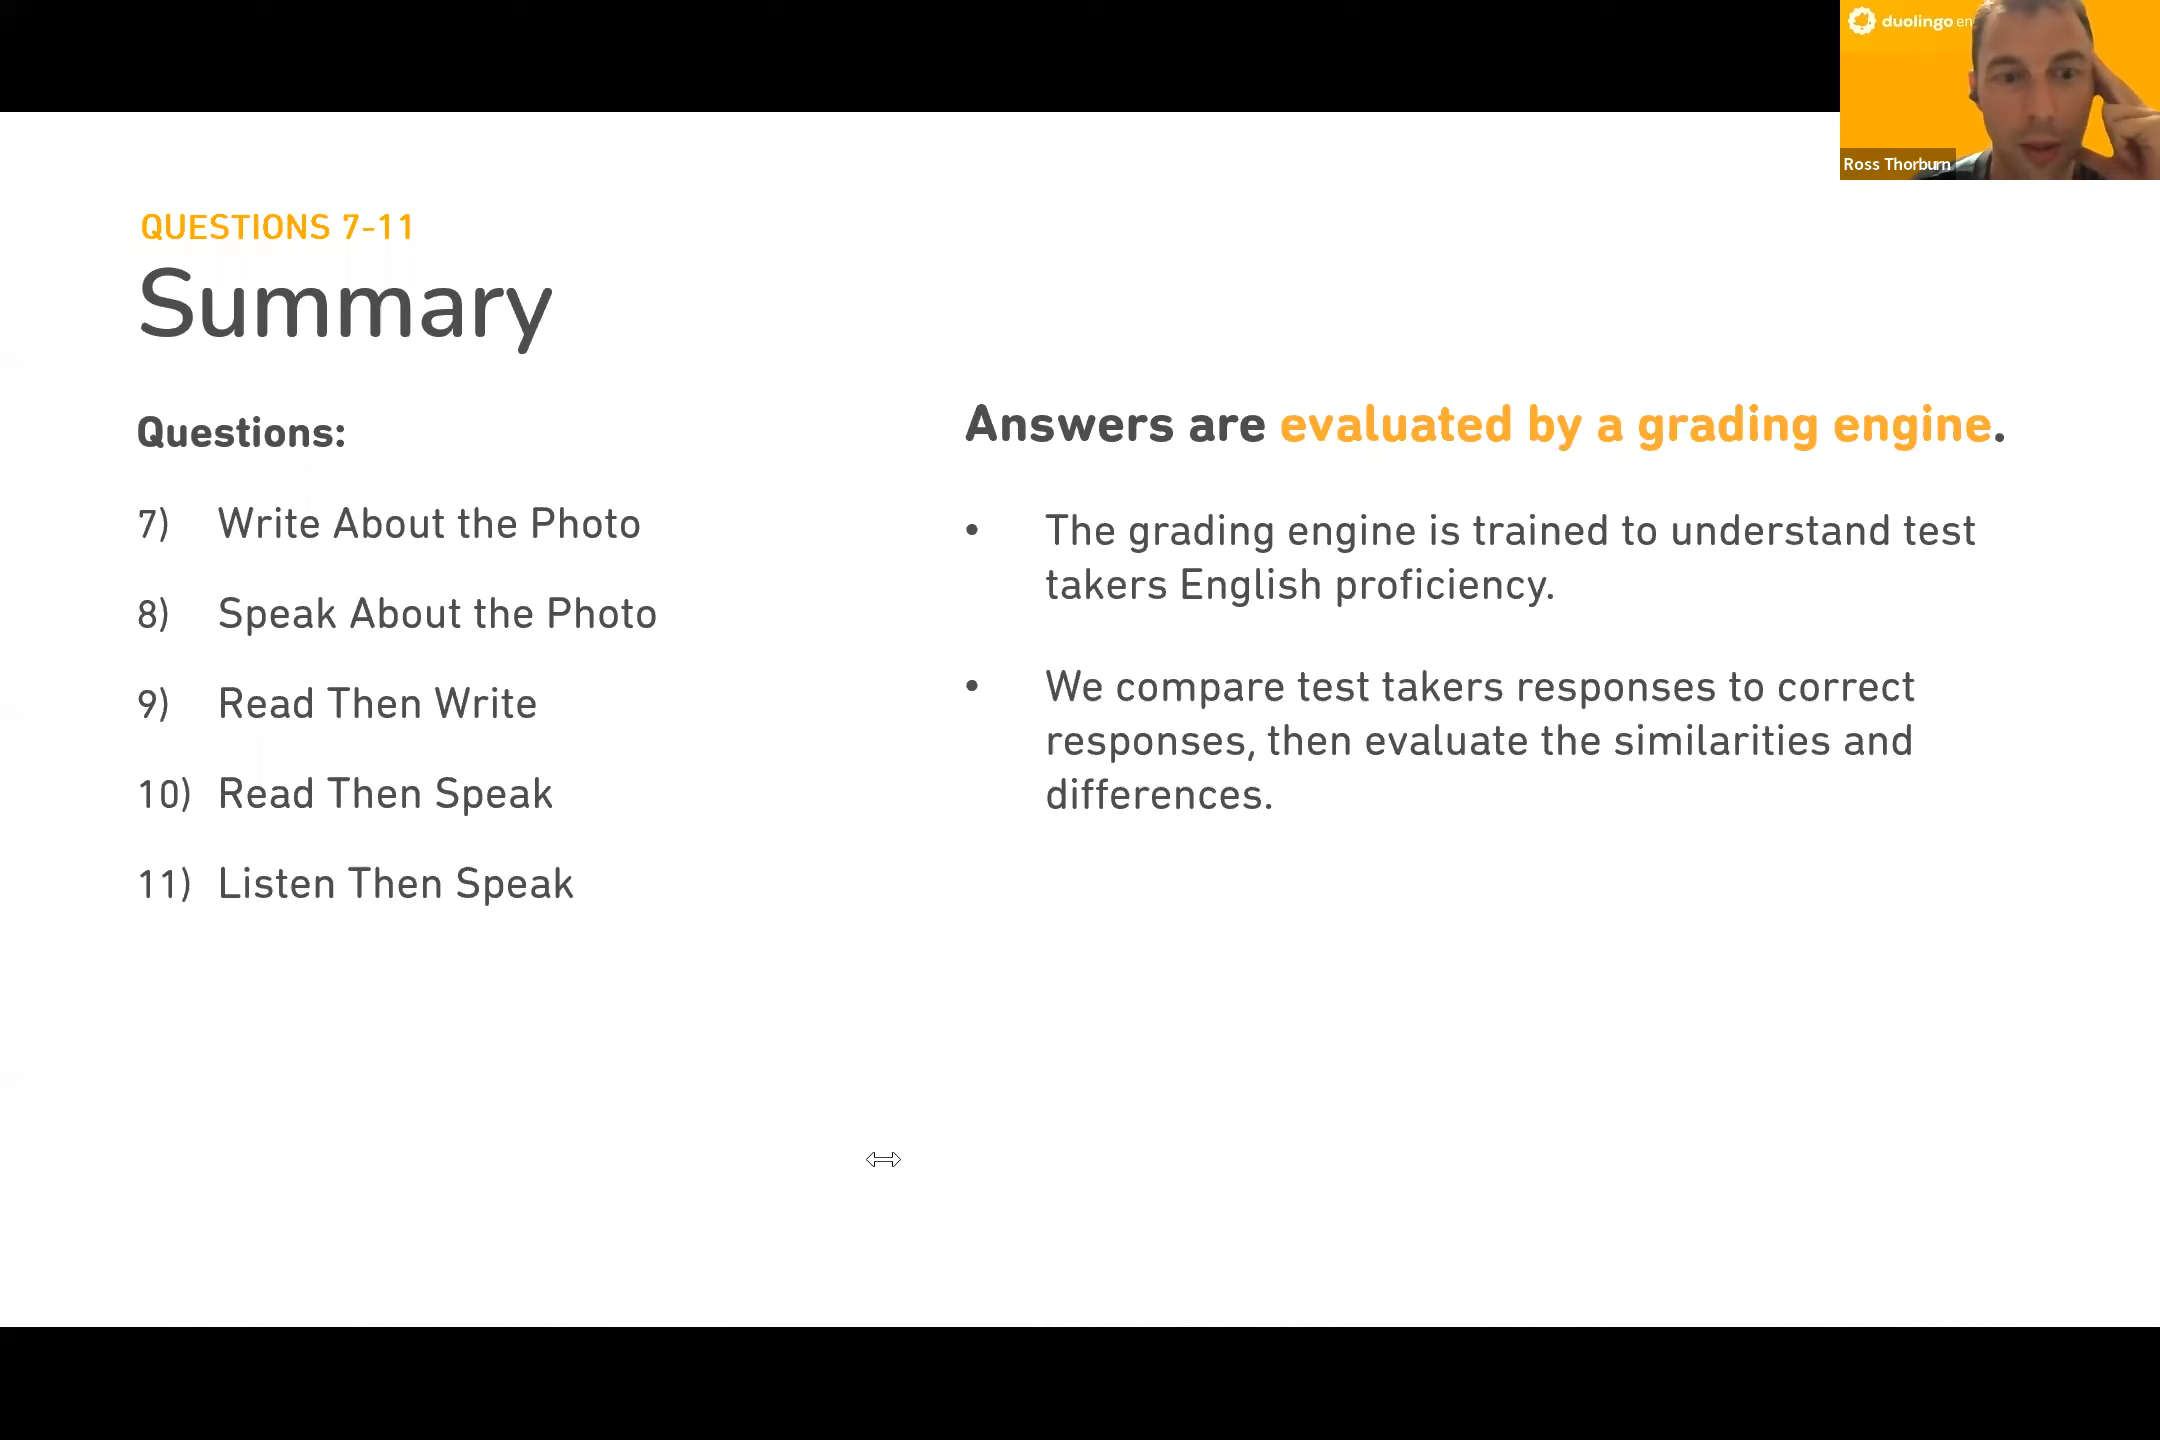 duolingo en
Ross Thorburn
QUESTIONS 7-11
Summary
Questions:
7) Write About the Photo
8) Speak About the Photo
9) Read Then Write
10) Read Then Speak
11) Listen Then Speak
Answers are evaluated by a grading engine.
• The grading engine is trained to understand test
takers English proficiency.
• We compare test takers responses to correct
responses, then evaluate the similarities and
differences.